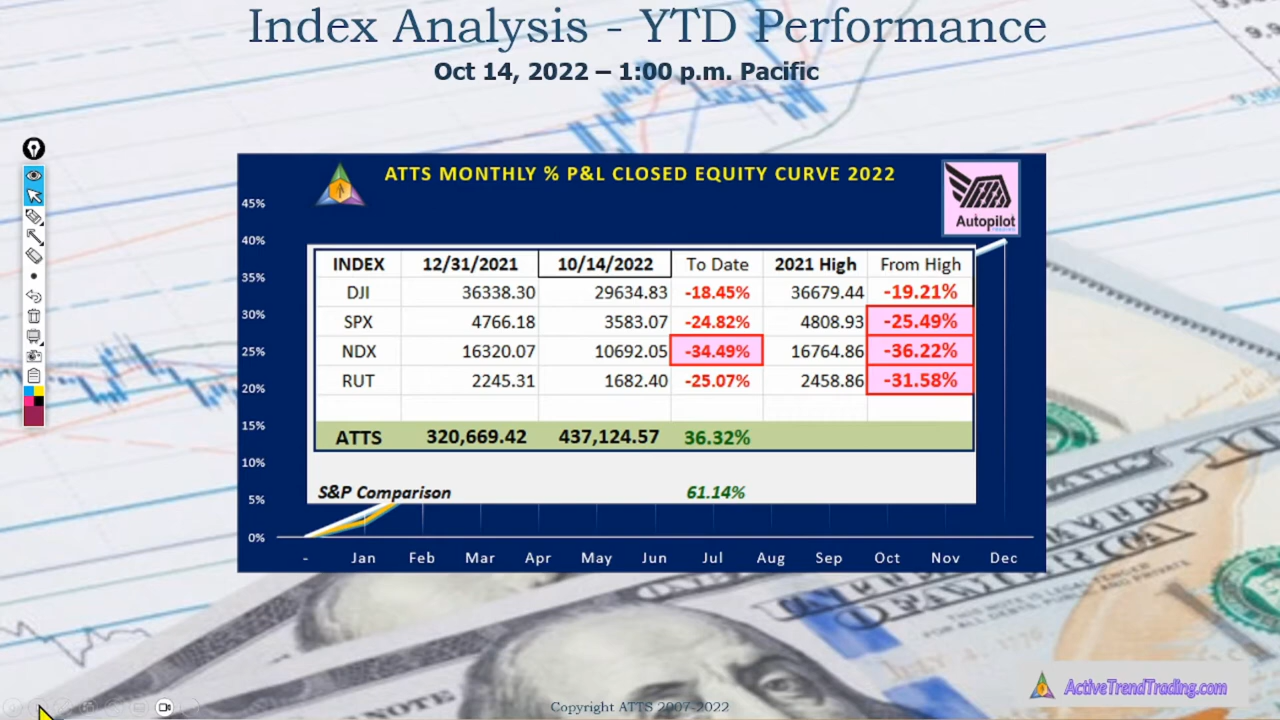 Index Analysis - YTD Performance
Oct 14, 2022 – 1:00 p.m. Pacific
ATTS MONTHLY % P&L CLOSED EQUITY CURVE 2022
Autopilot
45%
40%
35%
30%
25%
20%
15%
10%
5%
0%
INDEX 12/31/2021 10/14/2022 To Date 2021 High From High
DJI 36338.30 29634.83 -18.45% 36679.44 -19.21%
SPX 4766.18 3583.07 -24.82% 4808.93 -25.49%
NDX 16320.07 10692.05 -34.49% 16764.86 -36.22%
RUT 2245.31 1682.40 -25.07% 2458.86 -31.58%
ATTS 320,669.42 437,124.57 36.32%
S&P Comparison 61.14%
- Jan Feb Mar Apr May Jun Jul Aug Sep Oct Nov Dec
ActiveTrendTrading.com
Copyright ATTS 2007-2022